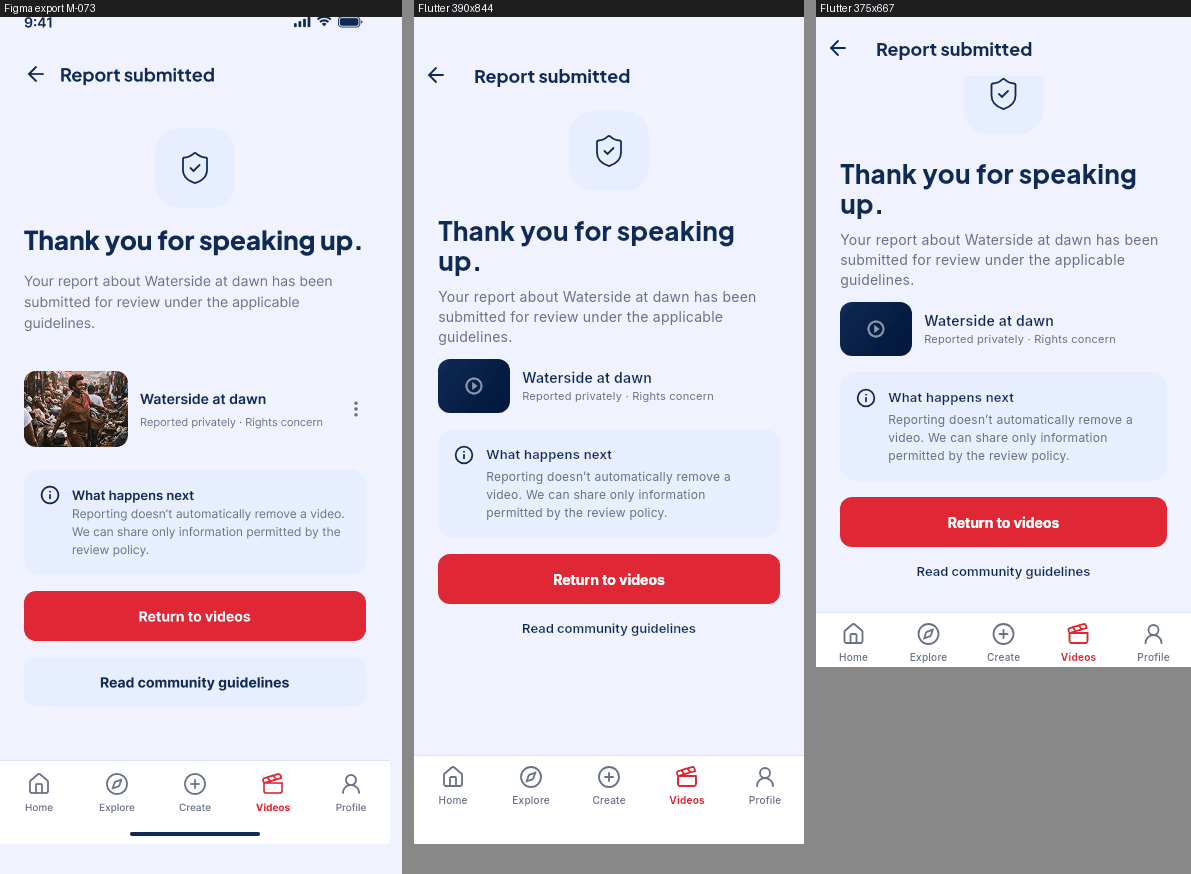 Figma export M-073
9:41
Report submitted
Thank you for speaking up.
Your report about Waterside at dawn has been
submitted for review under the applicable
guidelines.
Waterside at dawn
Reported privately · Rights concern
What happens next
Reporting doesn’t automatically remove a video.
We can share only information permitted by the
review policy.
Return to videos
Read community guidelines
Home
Explore
Create
Videos
Profile
Flutter 390x844
Report submitted
Thank you for speaking
up.
Your report about Waterside at dawn has been
submitted for review under the applicable
guidelines.
Waterside at dawn
Reported privately · Rights concern
What happens next
Reporting doesn’t automatically remove a
video. We can share only information
permitted by the review policy.
Return to videos
Read community guidelines
Home
Explore
Create
Videos
Profile
Flutter 375x667
Report submitted
Thank you for speaking
up.
Your report about Waterside at dawn has been
submitted for review under the applicable
guidelines.
Waterside at dawn
Reported privately · Rights concern
What happens next
Reporting doesn’t automatically remove a
video. We can share only information
permitted by the review policy.
Return to videos
Read community guidelines
Home
Explore
Create
Videos
Profile